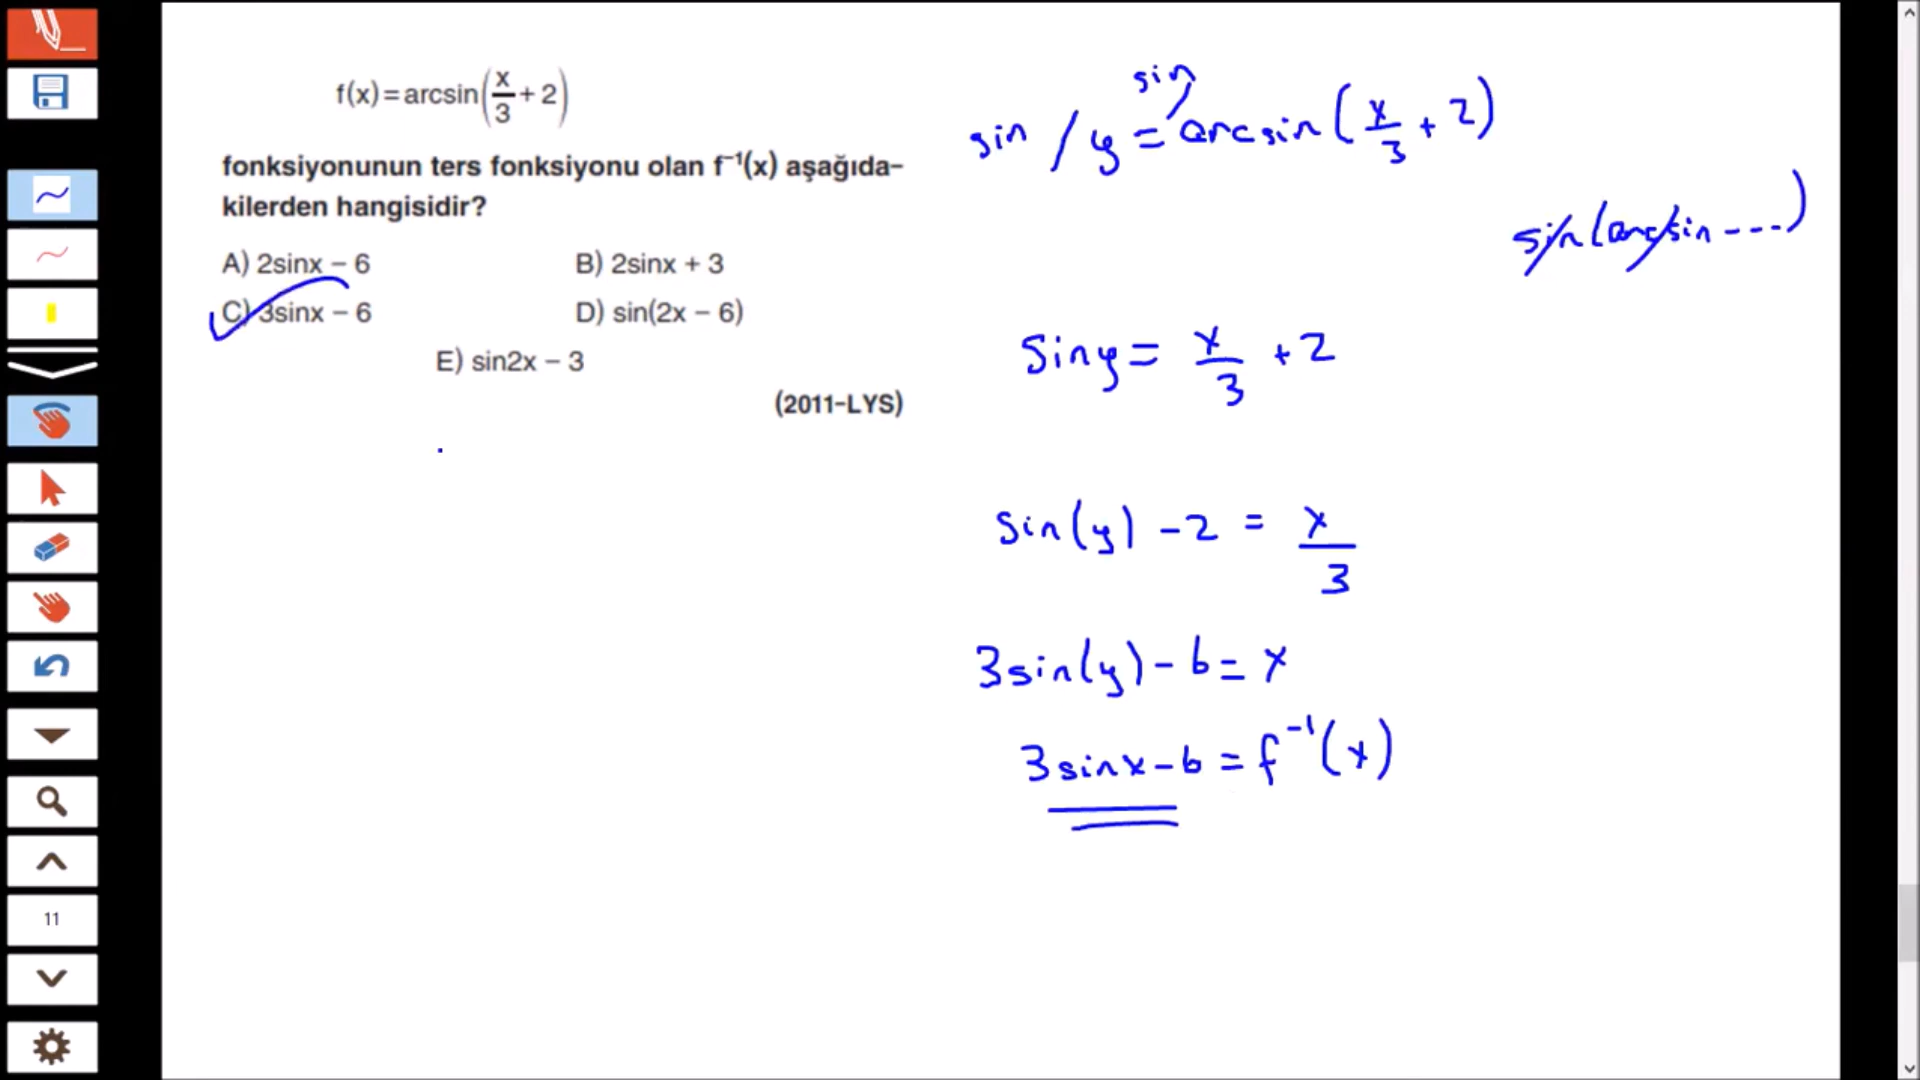 f(x)=arcsin(x/3 + 2)
fonksiyonunun ters fonksiyonu olan f⁻¹(x) aşağıda-
kilerden hangisidir?
A) 2sinx – 6
B) 2sinx + 3
C) 3sinx – 6
D) sin(2x – 6)
E) sin2x – 3
(2011–LYS)
sin
sin / y = arcsin(x/3 + 2)
sin(arcsin ----)
Siny = x/3 + 2
Sin(y) - 2 = x/3
3sin(y) - 6 = x
3sinx - 6 = f⁻¹(x)
11